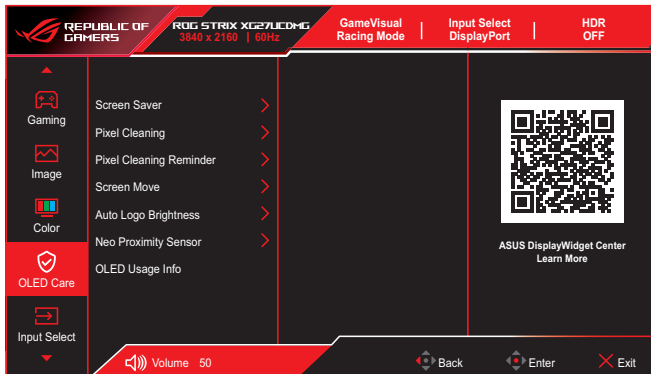 REPUBLIC OF
GAMERS
ROG STRIX XG27UCDMG
3840 x 2160 | 60Hz
GameVisual
Racing Mode
Input Select
DisplayPort
HDR
OFF
Gaming
Image
Color
OLED Care
Input Select
Screen Saver
Pixel Cleaning
Pixel Cleaning Reminder
Screen Move
Auto Logo Brightness
Neo Proximity Sensor
OLED Usage Info
ASUS DisplayWidget Center
Learn More
Volume 50
Back
Enter
Exit